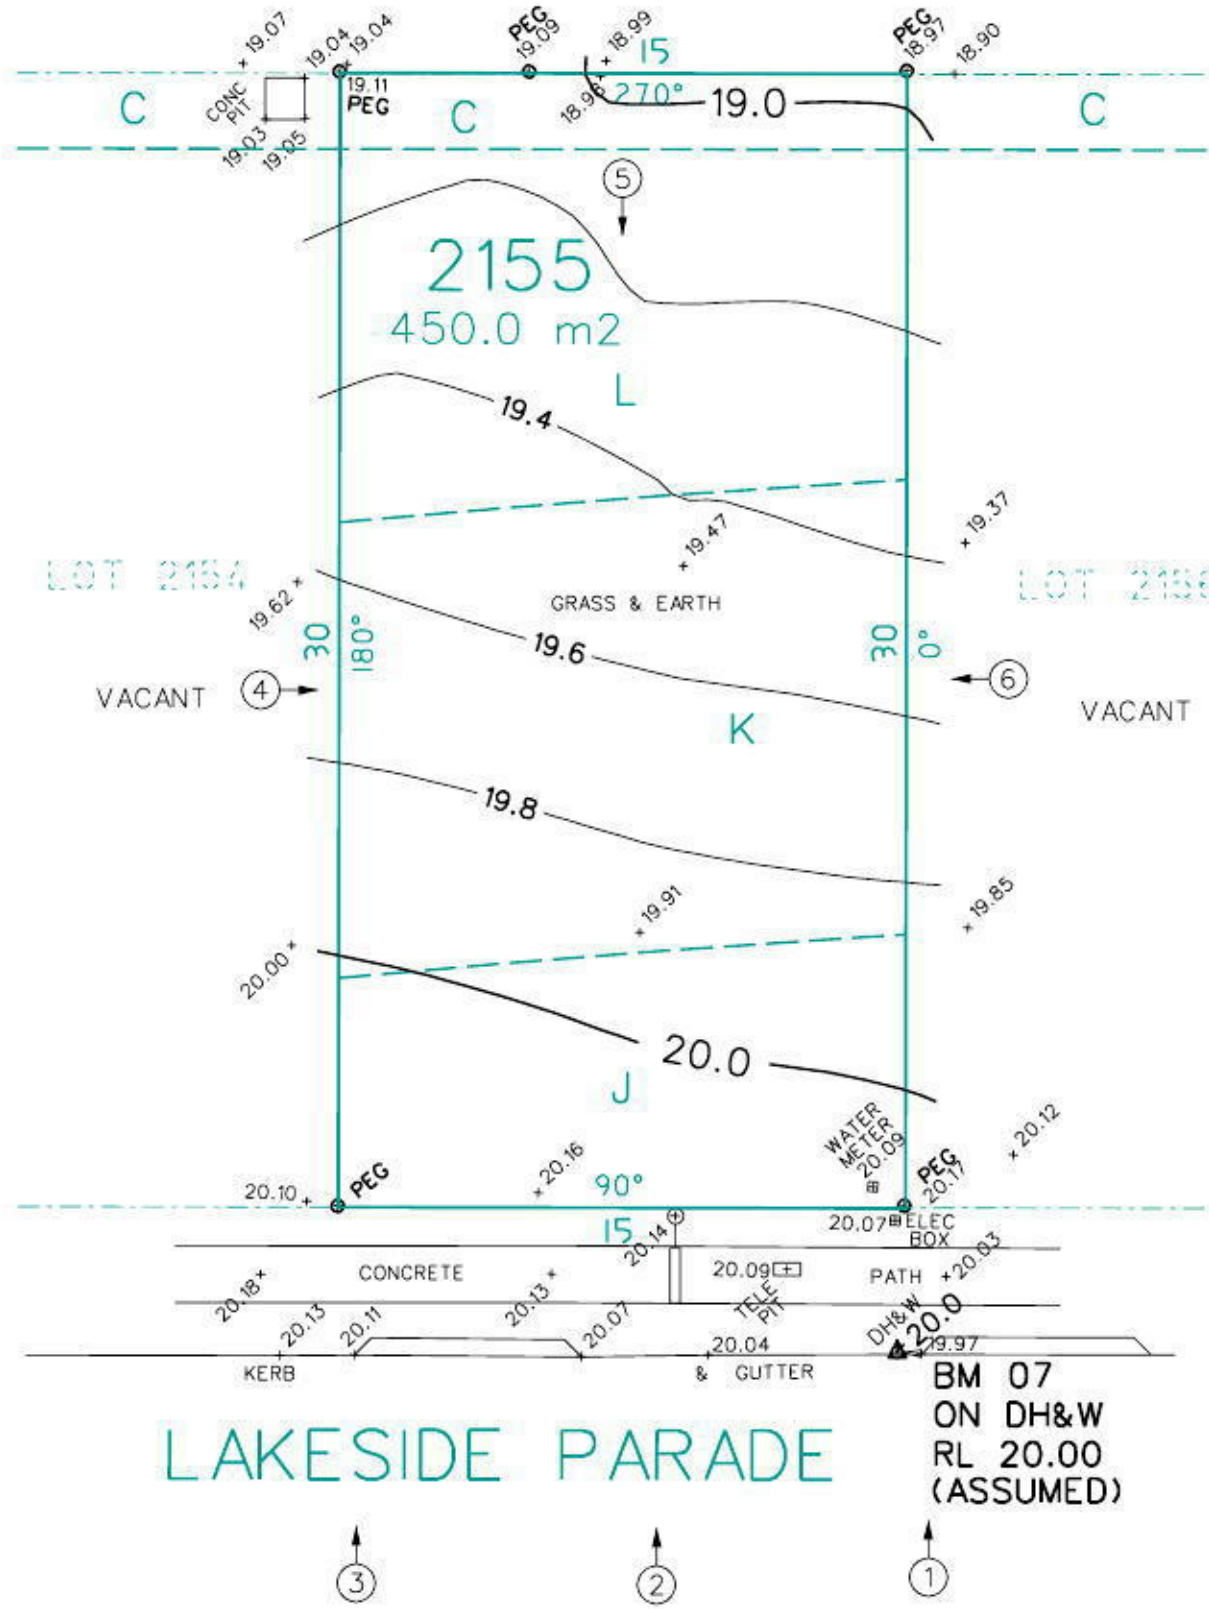 19.07
19.04
19.04
PEG
19.09
18.99
15
PEG
18.97
18.90
C
CONC
PIT
19.11
PEG
C
18.96
270°
19.0
C
19.03
19.05
5
2155
450.0 m2
L
19.4
19.47
19.37
LOT 2154
19.62
GRASS & EARTH
LOT 2156
30
180°
19.6
30
0°
VACANT
4
6
VACANT
K
19.8
19.91
19.85
20.00
20.0
J
WATER
METER
20.09
20.12
20.10
PEG
20.16
90°
PEG
20.17
15
20.14
20.07
ELEC
BOX
CONCRETE
20.09
PATH
20.03
20.18
20.13
20.11
20.13
20.07
TELE
PIT
20.04
DH&W
20.0
19.97
KERB
& GUTTER
BM 07
ON DH&W
RL 20.00
(ASSUMED)
LAKESIDE PARADE
3
2
1